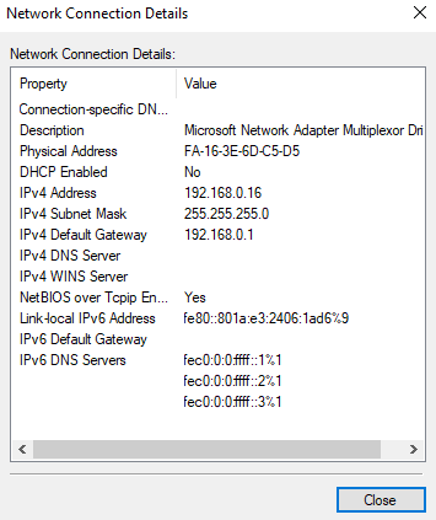 Network Connection Details
Network Connection Details:
Property Value
Connection-specific DN...
Description Microsoft Network Adapter Multiplexor Dri
Physical Address FA-16-3E-6D-C5-D5
DHCP Enabled No
IPv4 Address 192.168.0.16
IPv4 Subnet Mask 255.255.255.0
IPv4 Default Gateway 192.168.0.1
IPv4 DNS Server
IPv4 WINS Server
NetBIOS over Tcpip En... Yes
Link-local IPv6 Address fe80::801a:e3:2406:1ad6%9
IPv6 Default Gateway
IPv6 DNS Servers fec0:0:0:ffff::1%1
fec0:0:0:ffff::2%1
fec0:0:0:ffff::3%1
Close